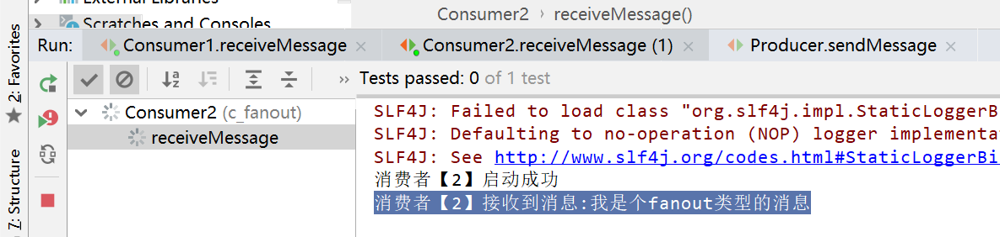 External Libraries
Scratches and Consoles
Consumer2 › receiveMessage()
2: Favorites
7: Structure
Run: Consumer1.receiveMessage × Consumer2.receiveMessage (1) × Producer.sendMessage ×
» Tests passed: 0 of 1 test
Consumer2 (c_fanout)
receiveMessage
9
SLF4J: Failed to load class "org.slf4j.impl.StaticLoggerB
SLF4J: Defaulting to no-operation (NOP) logger implementa
SLF4J: See http://www.slf4j.org/codes.html#StaticLoggerBi
消费者【2】启动成功
消费者【2】接收到消息:我是个fanout类型的消息